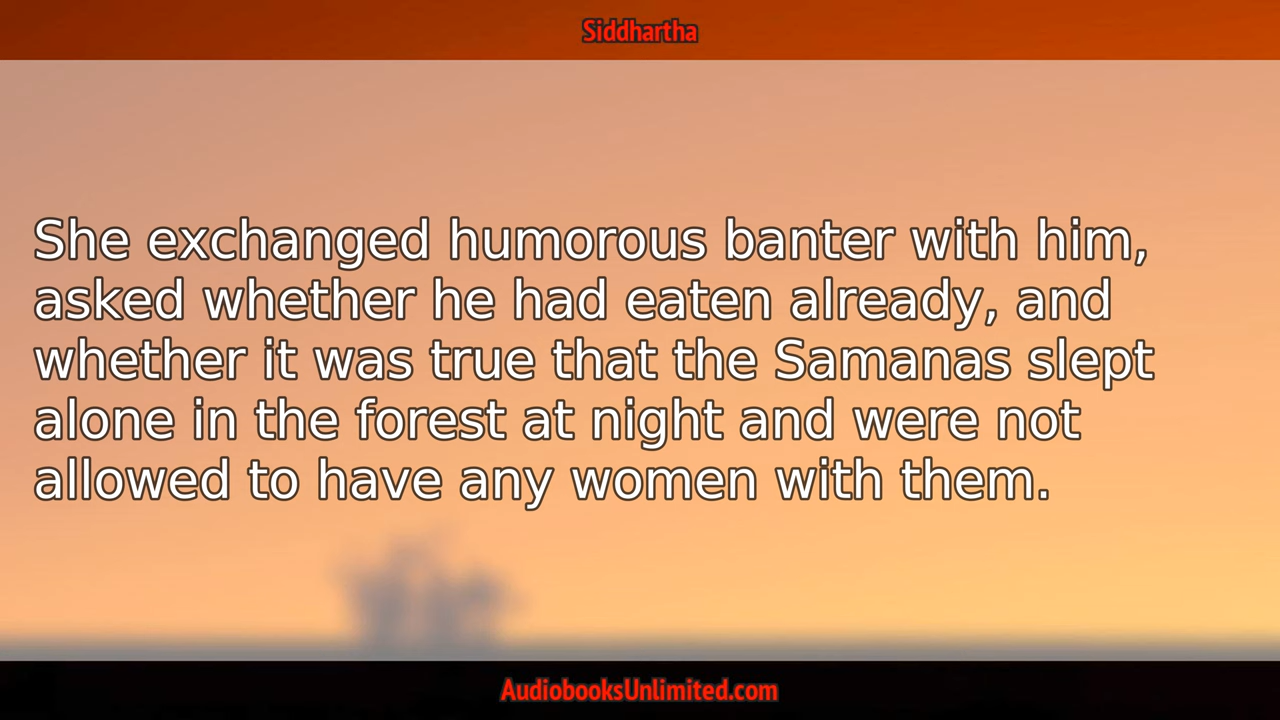 Siddhartha
She exchanged humorous banter with him,
asked whether he had eaten already, and
whether it was true that the Samanas slept
alone in the forest at night and were not
allowed to have any women with them.
AudiobooksUnlimited.com